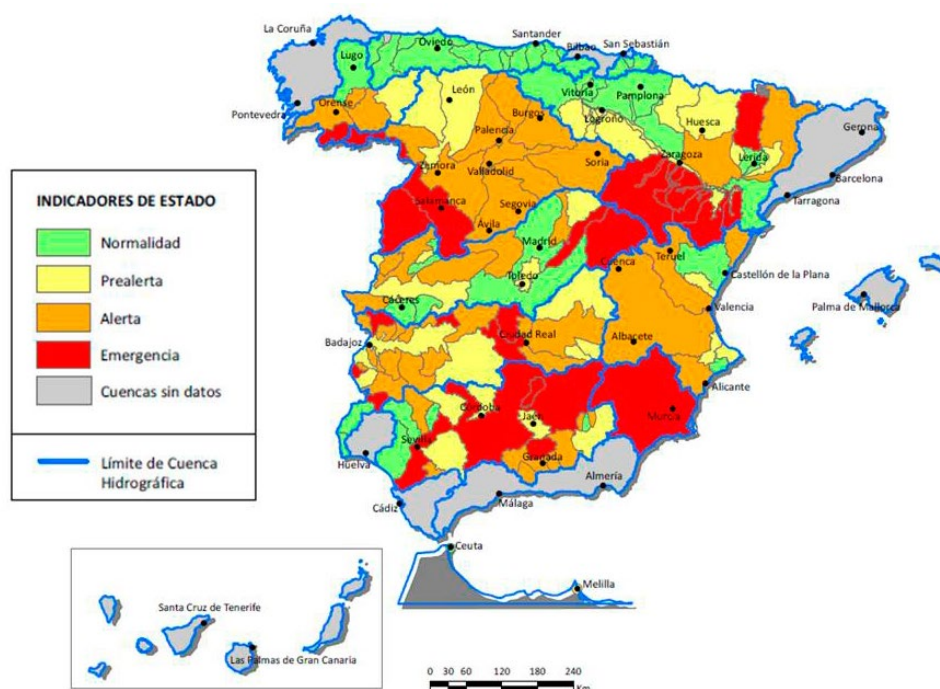 La Coruña
Lugo
Oviedo
Santander
Bilbao
San Sebastián
Vitoria
Pamplona
Pontevedra
Orense
León
Burgos
Logroño
Huesca
Gerona
Palencia
Zamora
Valladolid
Soria
Zaragoza
Lerida
Barcelona
Tarragona
Salamanca
Segovia
Ávila
Madrid
Teruel
Cuenca
Castellón de la Plana
Toledo
Cáceres
Valencia
Palma de Mallorca
Badajoz
Ciudad Real
Albacete
Alicante
Córdoba
Jaén
Murcia
Sevilla
Huelva
Granada
Almería
Cádiz
Málaga
Ceuta
Melilla
INDICADORES DE ESTADO
Normalidad
Prealerta
Alerta
Emergencia
Cuencas sin datos
Límite de Cuenca
Hidrográfica
Santa Cruz de Tenerife
Las Palmas de Gran Canaria
0 30 60 120 180 240
Km